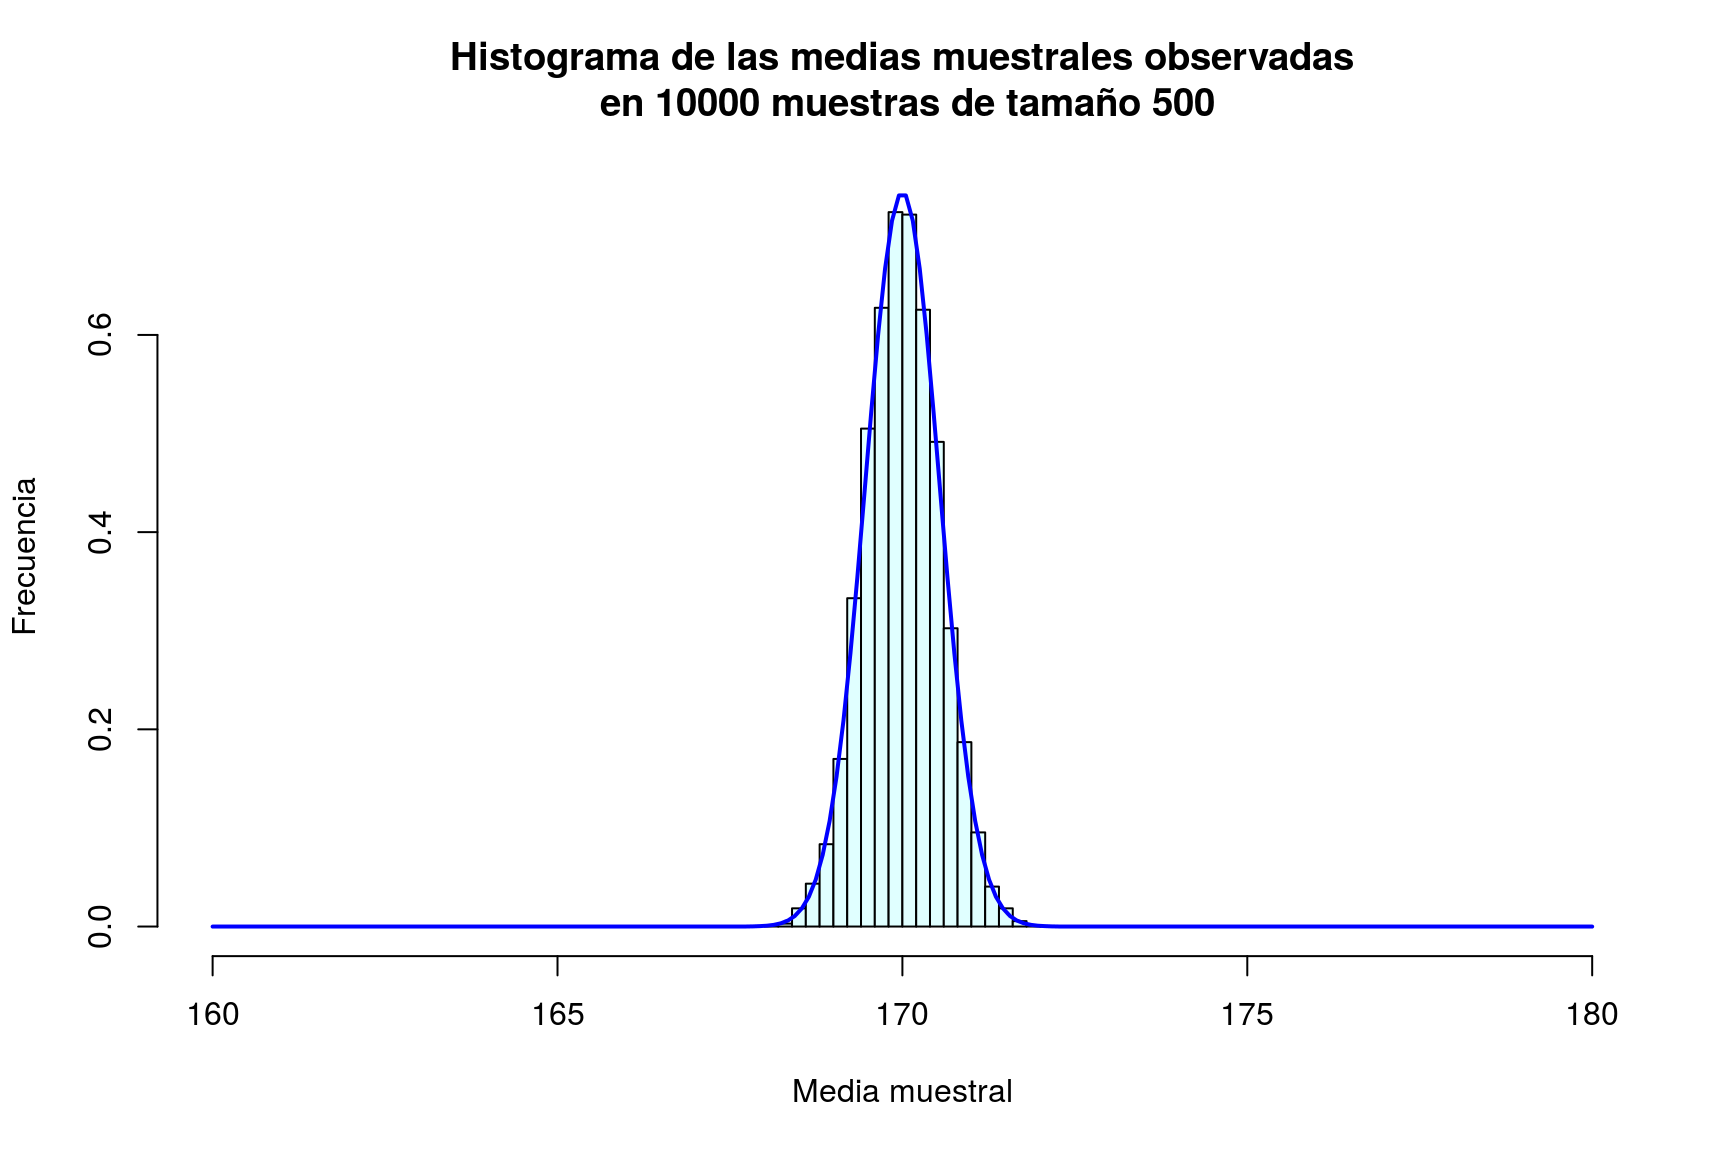 Histograma de las medias muestrales observadas
en 10000 muestras de tamaño 500
Frecuencia
0.6
0.4
0.2
0.0
160 165 170 175 180
Media muestral